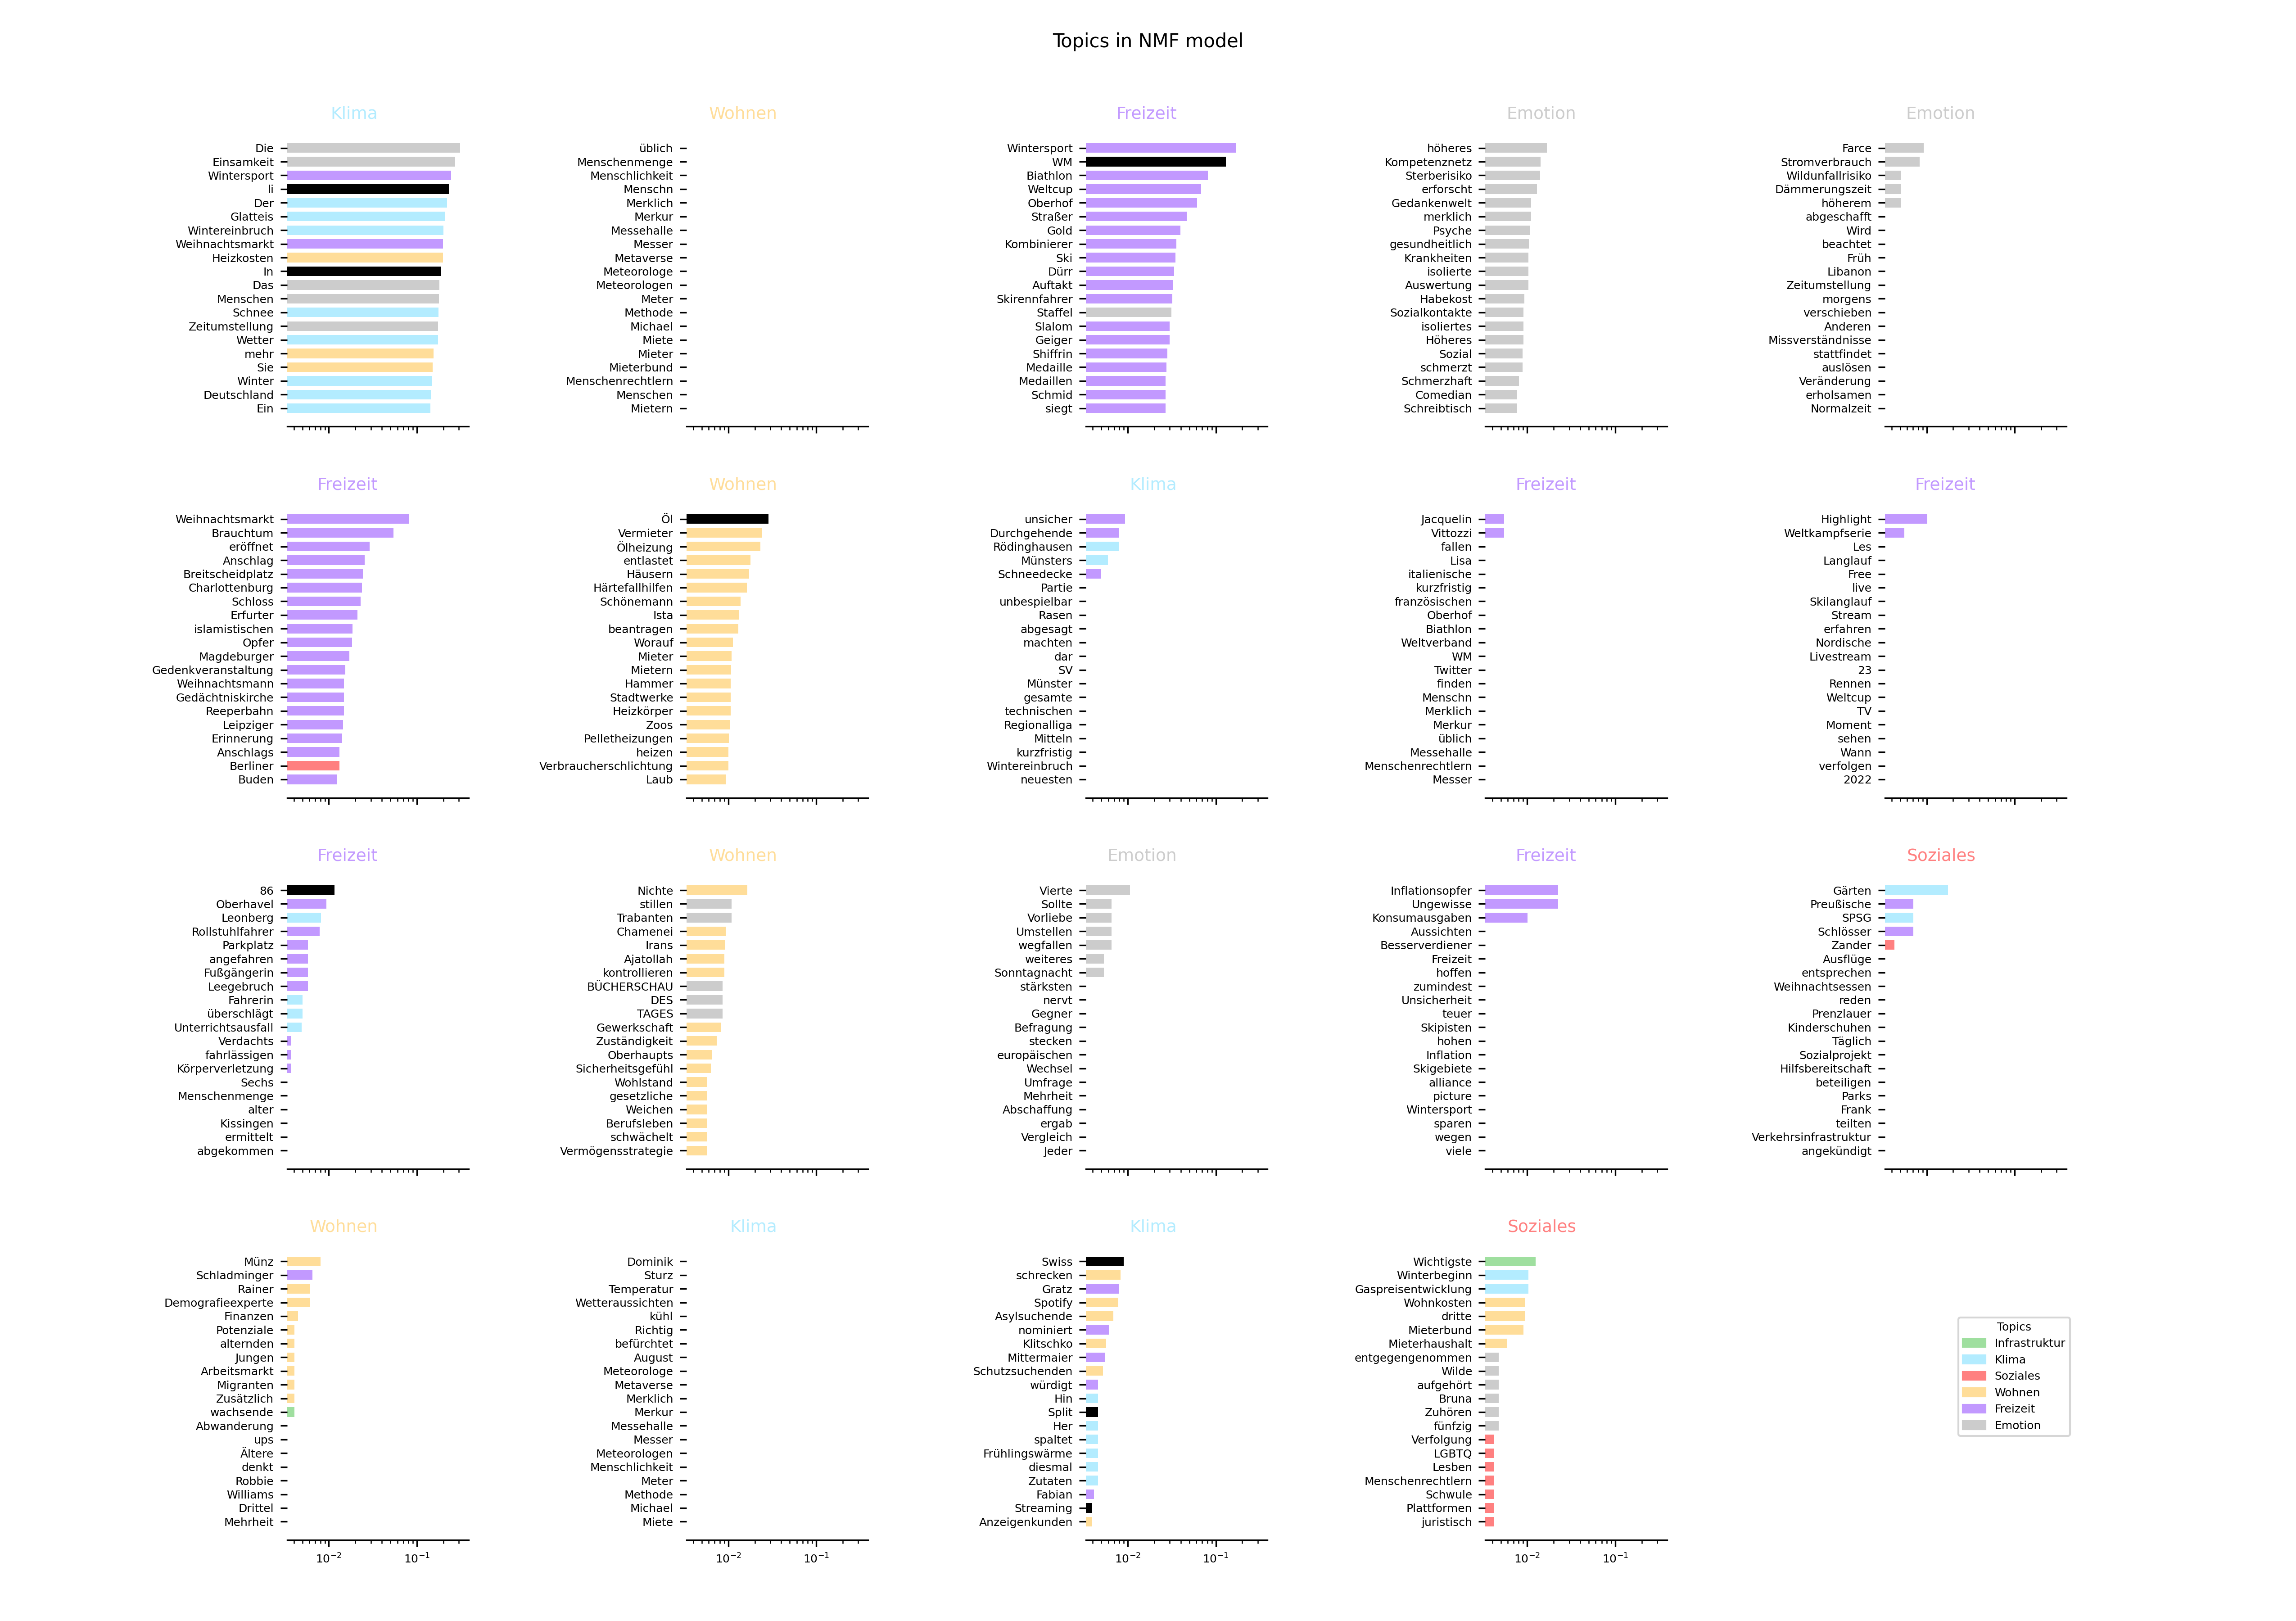 Topics in NMF model
Klima
Die
Einsamkeit
Wintersport
li
Der
Glatteis
Wintereinbruch
Weihnachtsmarkt
Heizkosten
In
Das
Menschen
Schnee
Zeitumstellung
Wetter
mehr
Sie
Winter
Deutschland
Ein
Wohnen
üblich
Menschenmenge
Menschlichkeit
Menschn
Merklich
Merkur
Messehalle
Messer
Metaverse
Meteorologe
Meteorologen
Meter
Methode
Michael
Miete
Mieter
Mieterbund
Menschenrechtlern
Menschen
Mietern
Freizeit
Wintersport
WM
Biathlon
Weltcup
Oberhof
Straßer
Gold
Kombinierer
Ski
Dürr
Auftakt
Skirennfahrer
Staffel
Slalom
Geiger
Shiffrin
Medaille
Medaillen
Schmid
siegt
Emotion
höheres
Kompetenznetz
Sterberisiko
erforscht
Gedankenwelt
merklich
Psyche
gesundheitlich
Krankheiten
isolierte
Auswertung
Habekost
Sozialkontakte
isoliertes
Höheres
Sozial
schmerzt
Schmerzhaft
Comedian
Schreibtisch
Emotion
Farce
Stromverbrauch
Wildunfallrisiko
Dämmerungszeit
höherem
abgeschafft
Wird
beachtet
Früh
Libanon
Zeitumstellung
morgens
verschieben
Anderen
Missverständnisse
stattfindet
auslösen
Veränderung
erholsamen
Normalzeit
Freizeit
Weihnachtsmarkt
Brauchtum
eröffnet
Anschlag
Breitscheidplatz
Charlottenburg
Schloss
Erfurter
islamistischen
Opfer
Magdeburger
Gedenkveranstaltung
Weihnachtsmann
Gedächtniskirche
Reeperbahn
Leipziger
Erinnerung
Anschlags
Berliner
Buden
Wohnen
Öl
Vermieter
Ölheizung
entlastet
Häusern
Härtefallhilfen
Schönemann
Ista
beantragen
Worauf
Mieter
Mietern
Hammer
Stadtwerke
Heizkörper
Zoos
Pelletheizungen
heizen
Verbraucherschlichtung
Laub
Klima
unsicher
Durchgehende
Rödinghausen
Münsters
Schneedecke
Partie
unbespielbar
Rasen
abgesagt
machten
dar
SV
Münster
gesamte
technischen
Regionalliga
Mitteln
kurzfristig
Wintereinbruch
neuesten
Freizeit
Jacquelin
Vittozzi
fallen
Lisa
italienische
kurzfristig
französischen
Oberhof
Biathlon
Weltverband
WM
Twitter
finden
Menschn
Merklich
Merkur
üblich
Messehalle
Menschenrechtlern
Messer
Freizeit
Highlight
Weltkampfserie
Les
Langlauf
Free
live
Skilanglauf
Stream
erfahren
Nordische
Livestream
23
Rennen
Weltcup
TV
Moment
sehen
Wann
verfolgen
2022
Freizeit
86
Oberhavel
Leonberg
Rollstuhlfahrer
Parkplatz
angefahren
Fußgängerin
Leegebruch
Fahrerin
überschlägt
Unterrichtsausfall
Verdachts
fahrlässigen
Körperverletzung
Sechs
Menschenmenge
alter
Kissingen
ermittelt
abgekommen
Wohnen
Nichte
stillen
Trabanten
Chamenei
Irans
Ajatollah
kontrollieren
BÜCHERSCHAU
DES
TAGES
Gewerkschaft
Zuständigkeit
Oberhaupts
Sicherheitsgefühl
Wohlstand
gesetzliche
Weichen
Berufsleben
schwächelt
Vermögensstrategie
Emotion
Vierte
Sollte
Vorliebe
Umstellen
wegfallen
weiteres
Sonntagnacht
stärksten
nervt
Gegner
Befragung
stecken
europäischen
Wechsel
Umfrage
Mehrheit
Abschaffung
ergab
Vergleich
Jeder
Freizeit
Inflationsopfer
Ungewisse
Konsumausgaben
Aussichten
Besserverdiener
Freizeit
hoffen
zumindest
Unsicherheit
teuer
Skipisten
hohen
Inflation
Skigebiete
alliance
picture
Wintersport
sparen
wegen
viele
Soziales
Gärten
Preußische
SPSG
Schlösser
Zander
Ausflüge
entsprechen
Weihnachtsessen
reden
Prenzlauer
Kinderschuhen
Täglich
Sozialprojekt
Hilfsbereitschaft
beteiligen
Parks
Frank
teilten
Verkehrsinfrastruktur
angekündigt
Wohnen
Münz
Schladminger
Rainer
Demografieexperte
Finanzen
Potenziale
alternden
Jungen
Arbeitsmarkt
Migranten
Zusätzlich
wachsende
Abwanderung
ups
Ältere
denkt
Robbie
Williams
Drittel
Mehrheit
10⁻² 10⁻¹
Klima
Dominik
Sturz
Temperatur
Wetteraussichten
kühl
Richtig
befürchtet
August
Meteorologe
Metaverse
Merklich
Merkur
Messehalle
Messer
Meteorologen
Menschlichkeit
Meter
Methode
Michael
Miete
10⁻² 10⁻¹
Klima
Swiss
schrecken
Gratz
Spotify
Asylsuchende
nominiert
Klitschko
Mittermaier
Schutzsuchenden
würdigt
Hin
Split
Her
spaltet
Frühlingswärme
diesmal
Zutaten
Fabian
Streaming
Anzeigenkunden
10⁻² 10⁻¹
Soziales
Wichtigste
Winterbeginn
Gaspreisentwicklung
Wohnkosten
dritte
Mieterbund
Mieterhaushalt
entgegengenommen
Wilde
aufgehört
Bruna
Zuhören
fünfzig
Verfolgung
LGBTQ
Lesben
Menschenrechtlern
Schwule
Plattformen
juristisch
10⁻² 10⁻¹
Topics
Infrastruktur
Klima
Soziales
Wohnen
Freizeit
Emotion